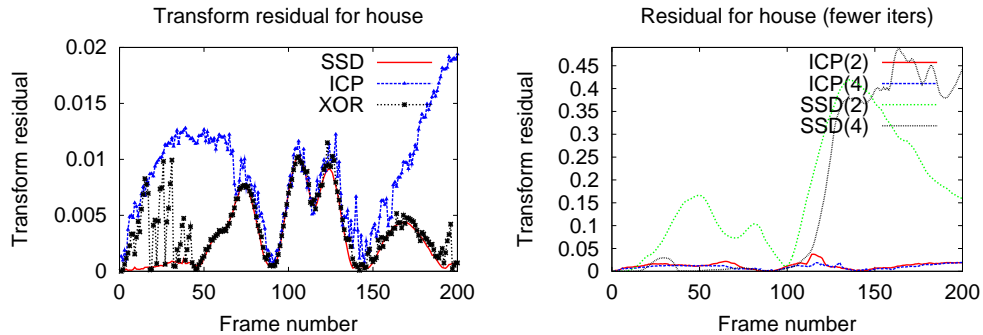 Transform residual for house
Transform residual
0.02
0.015
0.01
0.005
0
SSD
ICP
XOR
0 50 100 150 200
Frame number
Residual for house (fewer iters)
Transform residual
0.45
0.4
0.35
0.3
0.25
0.2
0.15
0.1
0.05
0
ICP(2)
ICP(4)
SSD(2)
SSD(4)
0 50 100 150 200
Frame number